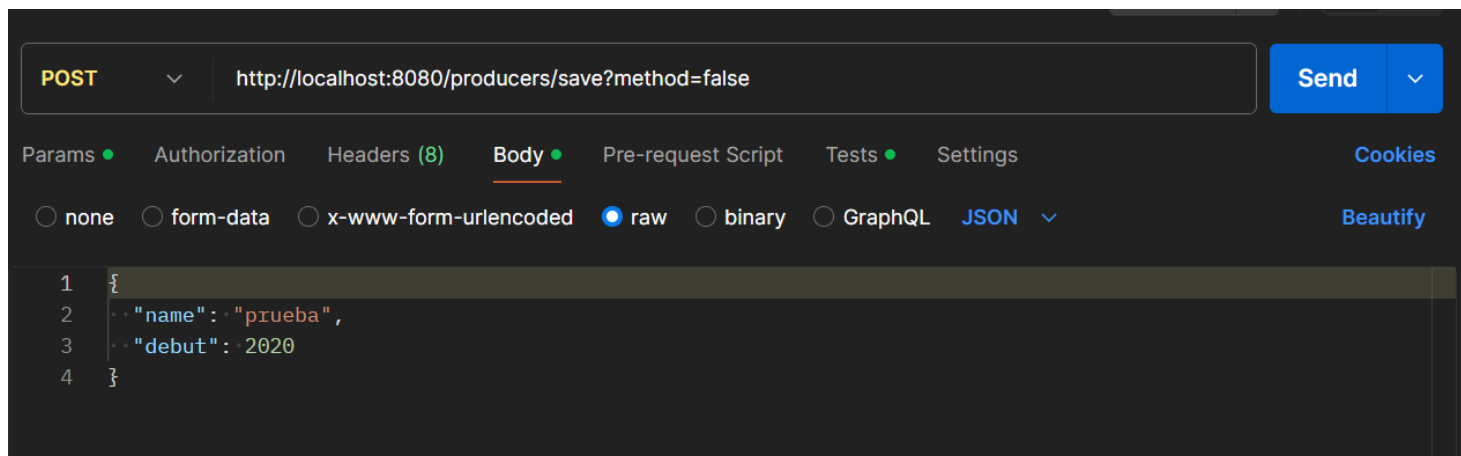 POST http://localhost:8080/producers/save?method=false Send
Params Authorization Headers (8) Body Pre-request Script Tests Settings Cookies
none form-data x-www-form-urlencoded raw binary GraphQL JSON Beautify
1 {
2 "name": "prueba",
3 "debut": 2020
4 }